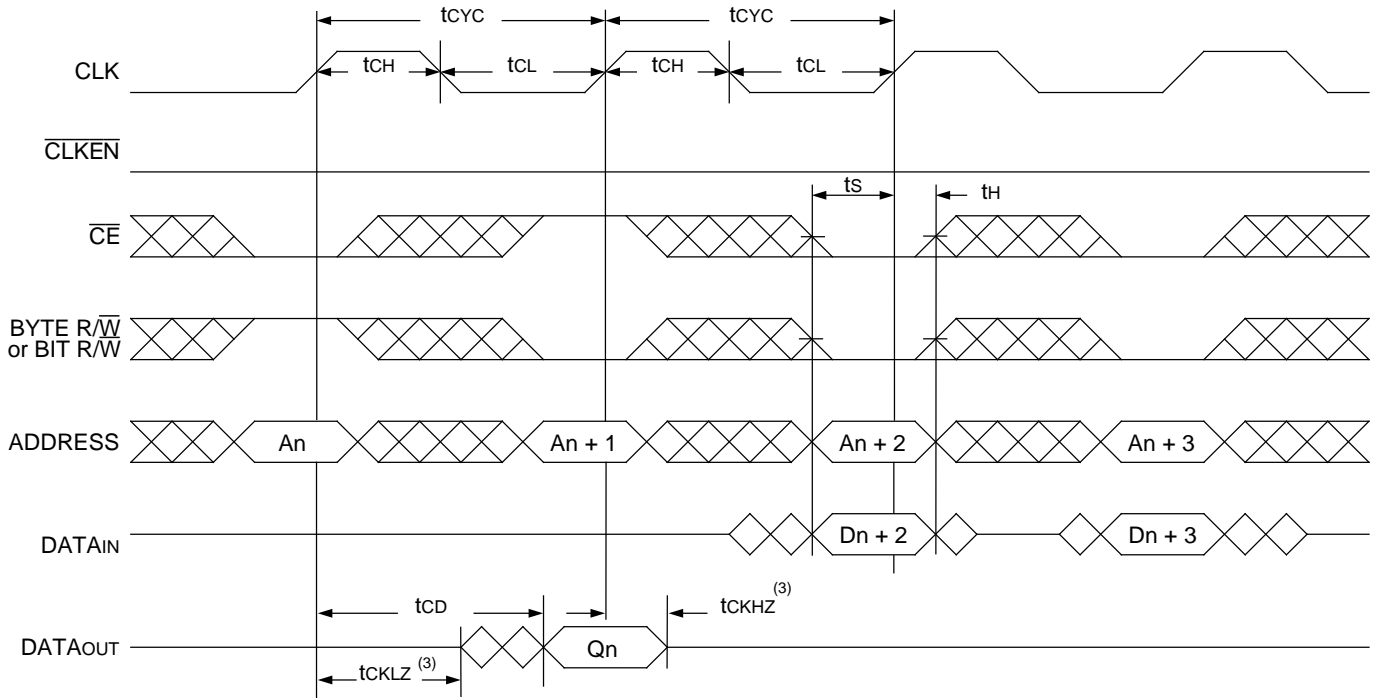 tCYC tCYC
CLK tCH tCL tCH tCL
CLKEN
tS tH
CE
BYTE R/W
or BIT R/W
ADDRESS An An + 1 An + 2 An + 3
DATAIN Dn + 2 Dn + 3
tCD tCKHZ (3)
DATAOUT Qn
tCKLZ (3)